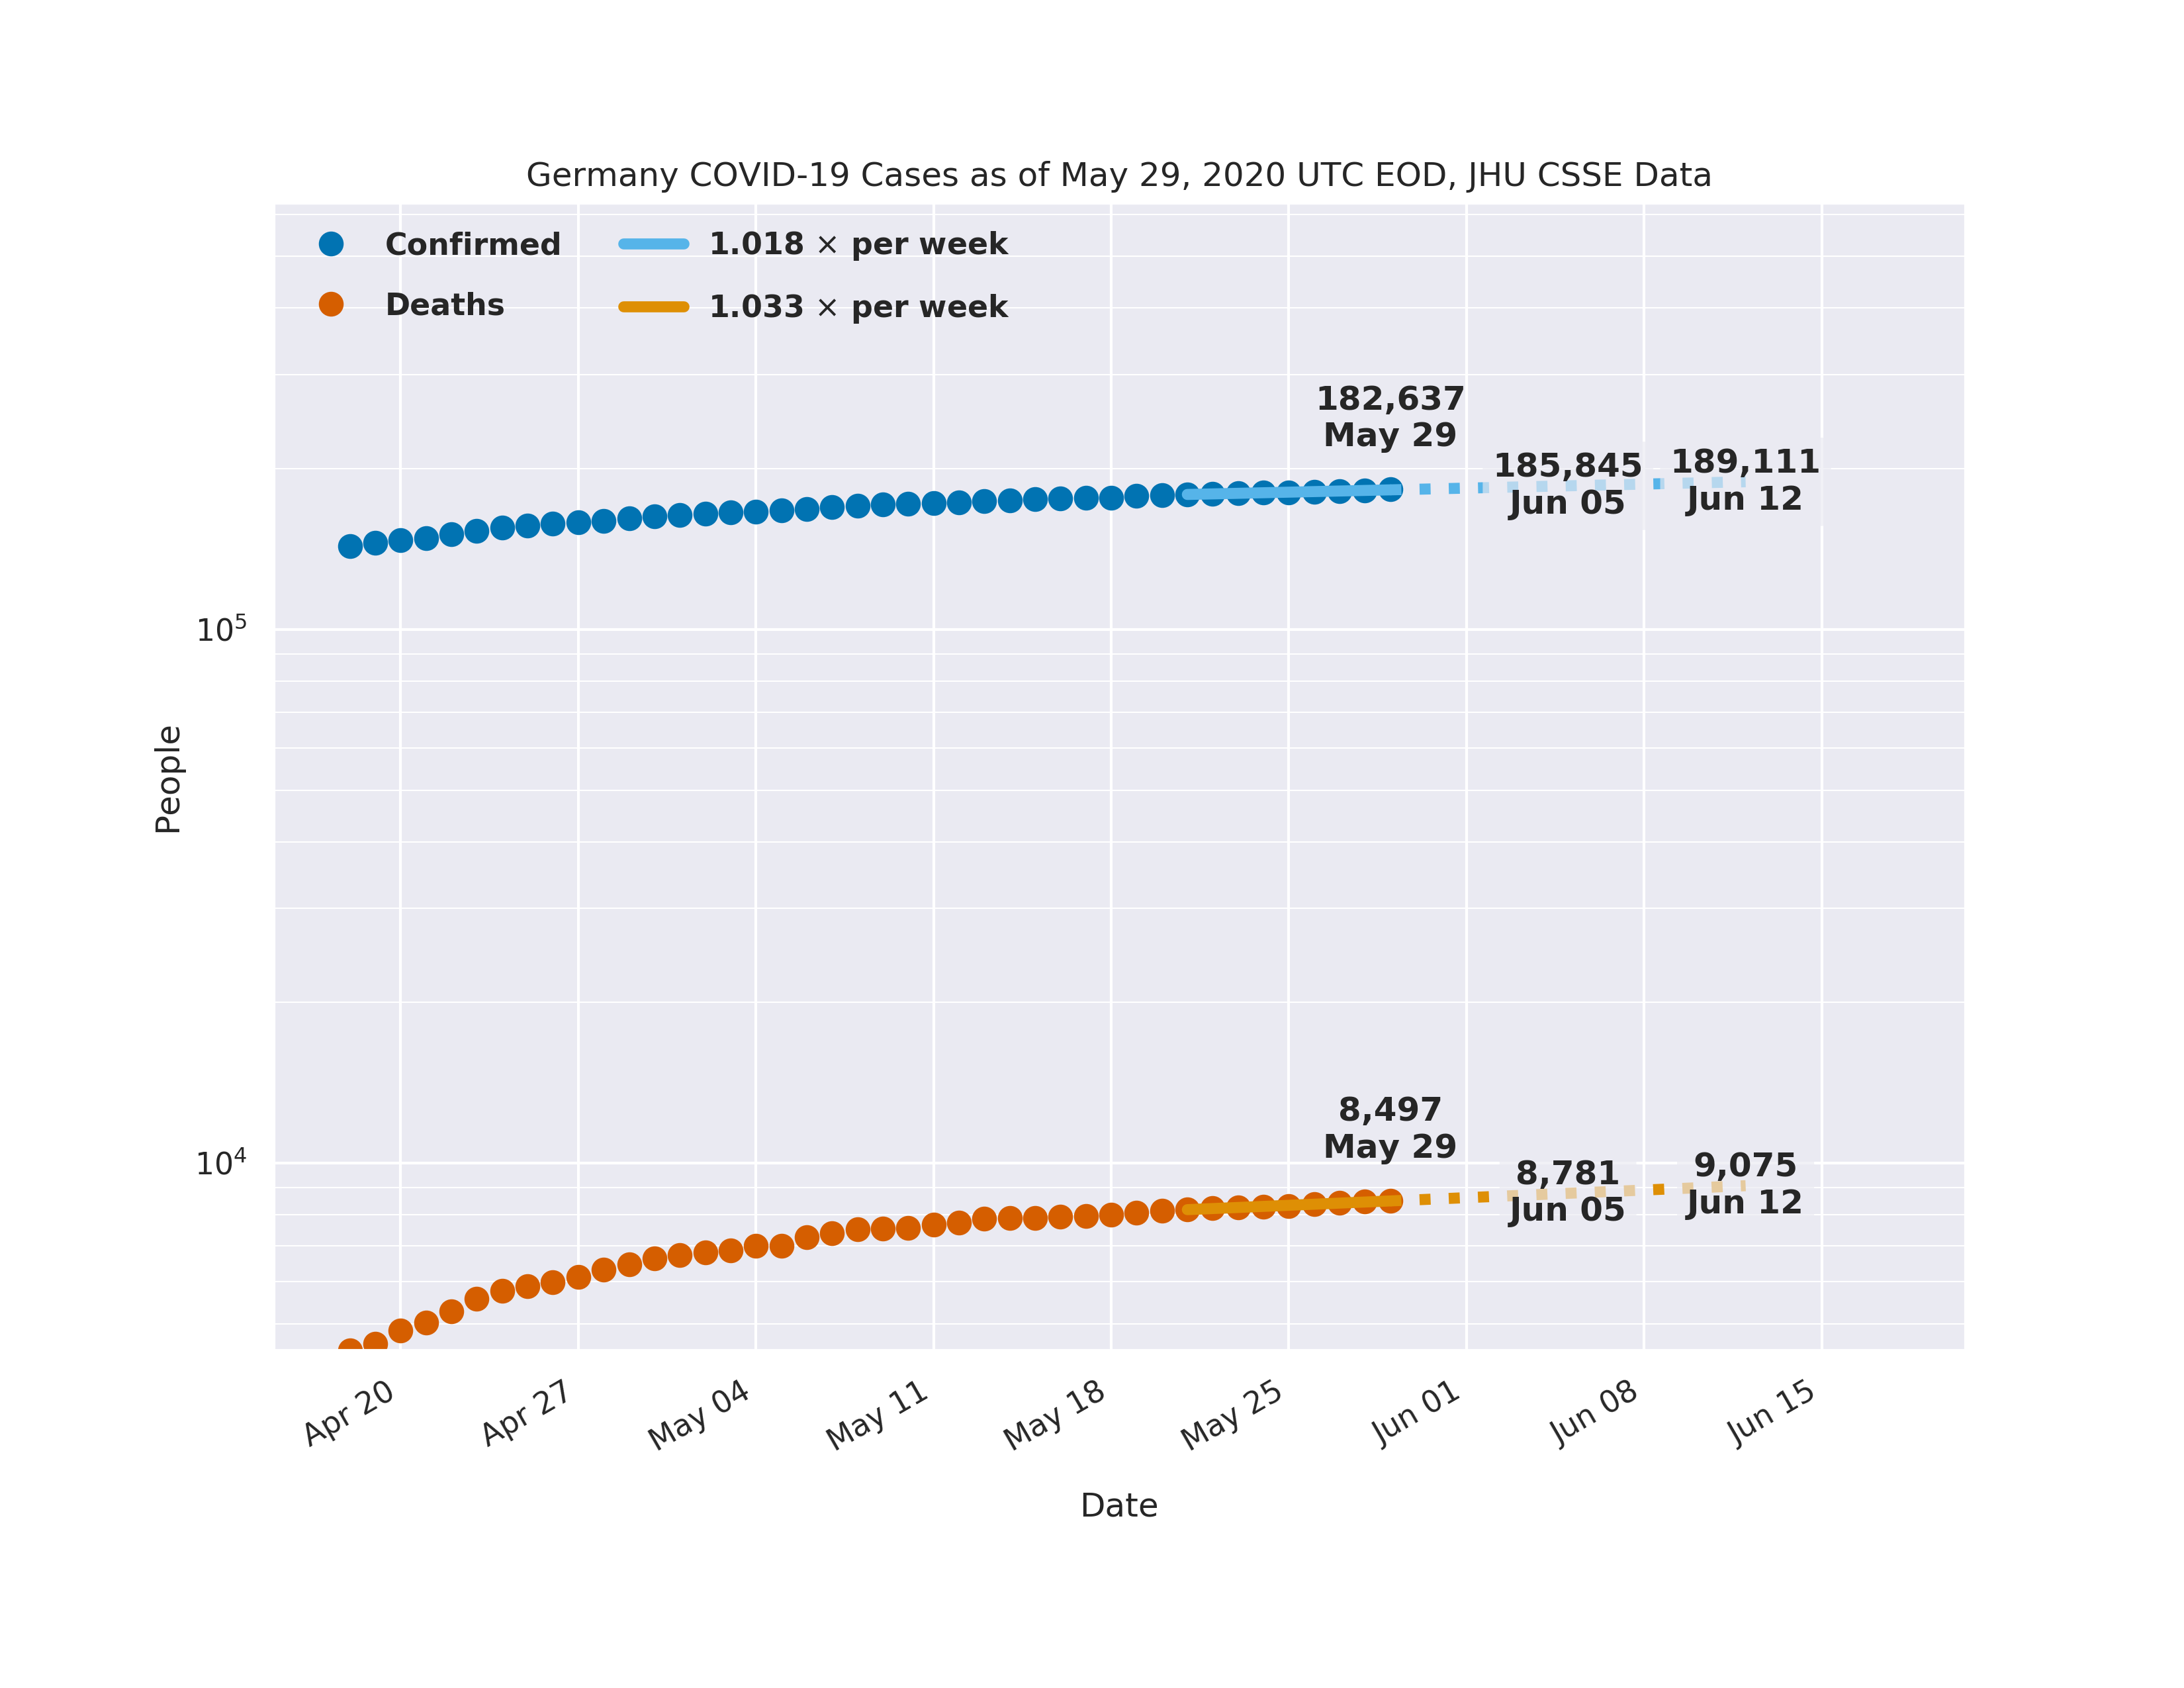 Germany COVID-19 Cases as of May 29, 2020 UTC EOD, JHU CSSE Data
Confirmed
Deaths
1.018 × per week
1.033 × per week
182,637
May 29
185,845
Jun 05
189,111
Jun 12
10⁵
People
8,497
May 29
8,781
Jun 05
9,075
Jun 12
10⁴
Apr 20
Apr 27
May 04
May 11
May 18
May 25
Jun 01
Jun 08
Jun 15
Date